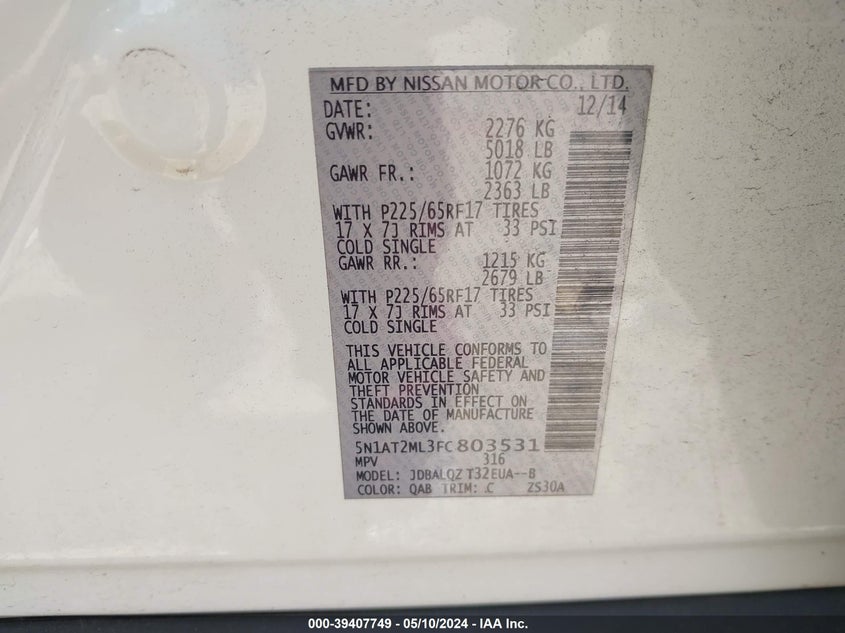 MFD BY NISSAN MOTOR CO., LTD.
DATE: 12/14
GVWR: 2276 KG
5018 LB
GAWR FR.: 1072 KG
2363 LB
WITH P225/65RF17 TIRES
17 X 7J RIMS AT 33 PSI
COLD SINGLE
GAWR RR.: 1215 KG
2679 LB
WITH P225/65RF17 TIRES
17 X 7J RIMS AT 33 PSI
COLD SINGLE
THIS VEHICLE CONFORMS TO
ALL APPLICABLE FEDERAL
MOTOR VEHICLE SAFETY AND
THEFT PREVENTION
STANDARDS IN EFFECT ON
THE DATE OF MANUFACTURE
SHOWN ABOVE.
5N1AT2ML3FC803531
MPV 316
MODEL: JDBALQZ T32EUA--B
COLOR: QAB TRIM: C ZS30A
000-39407749 — 05/10/2024 — IAA Inc.